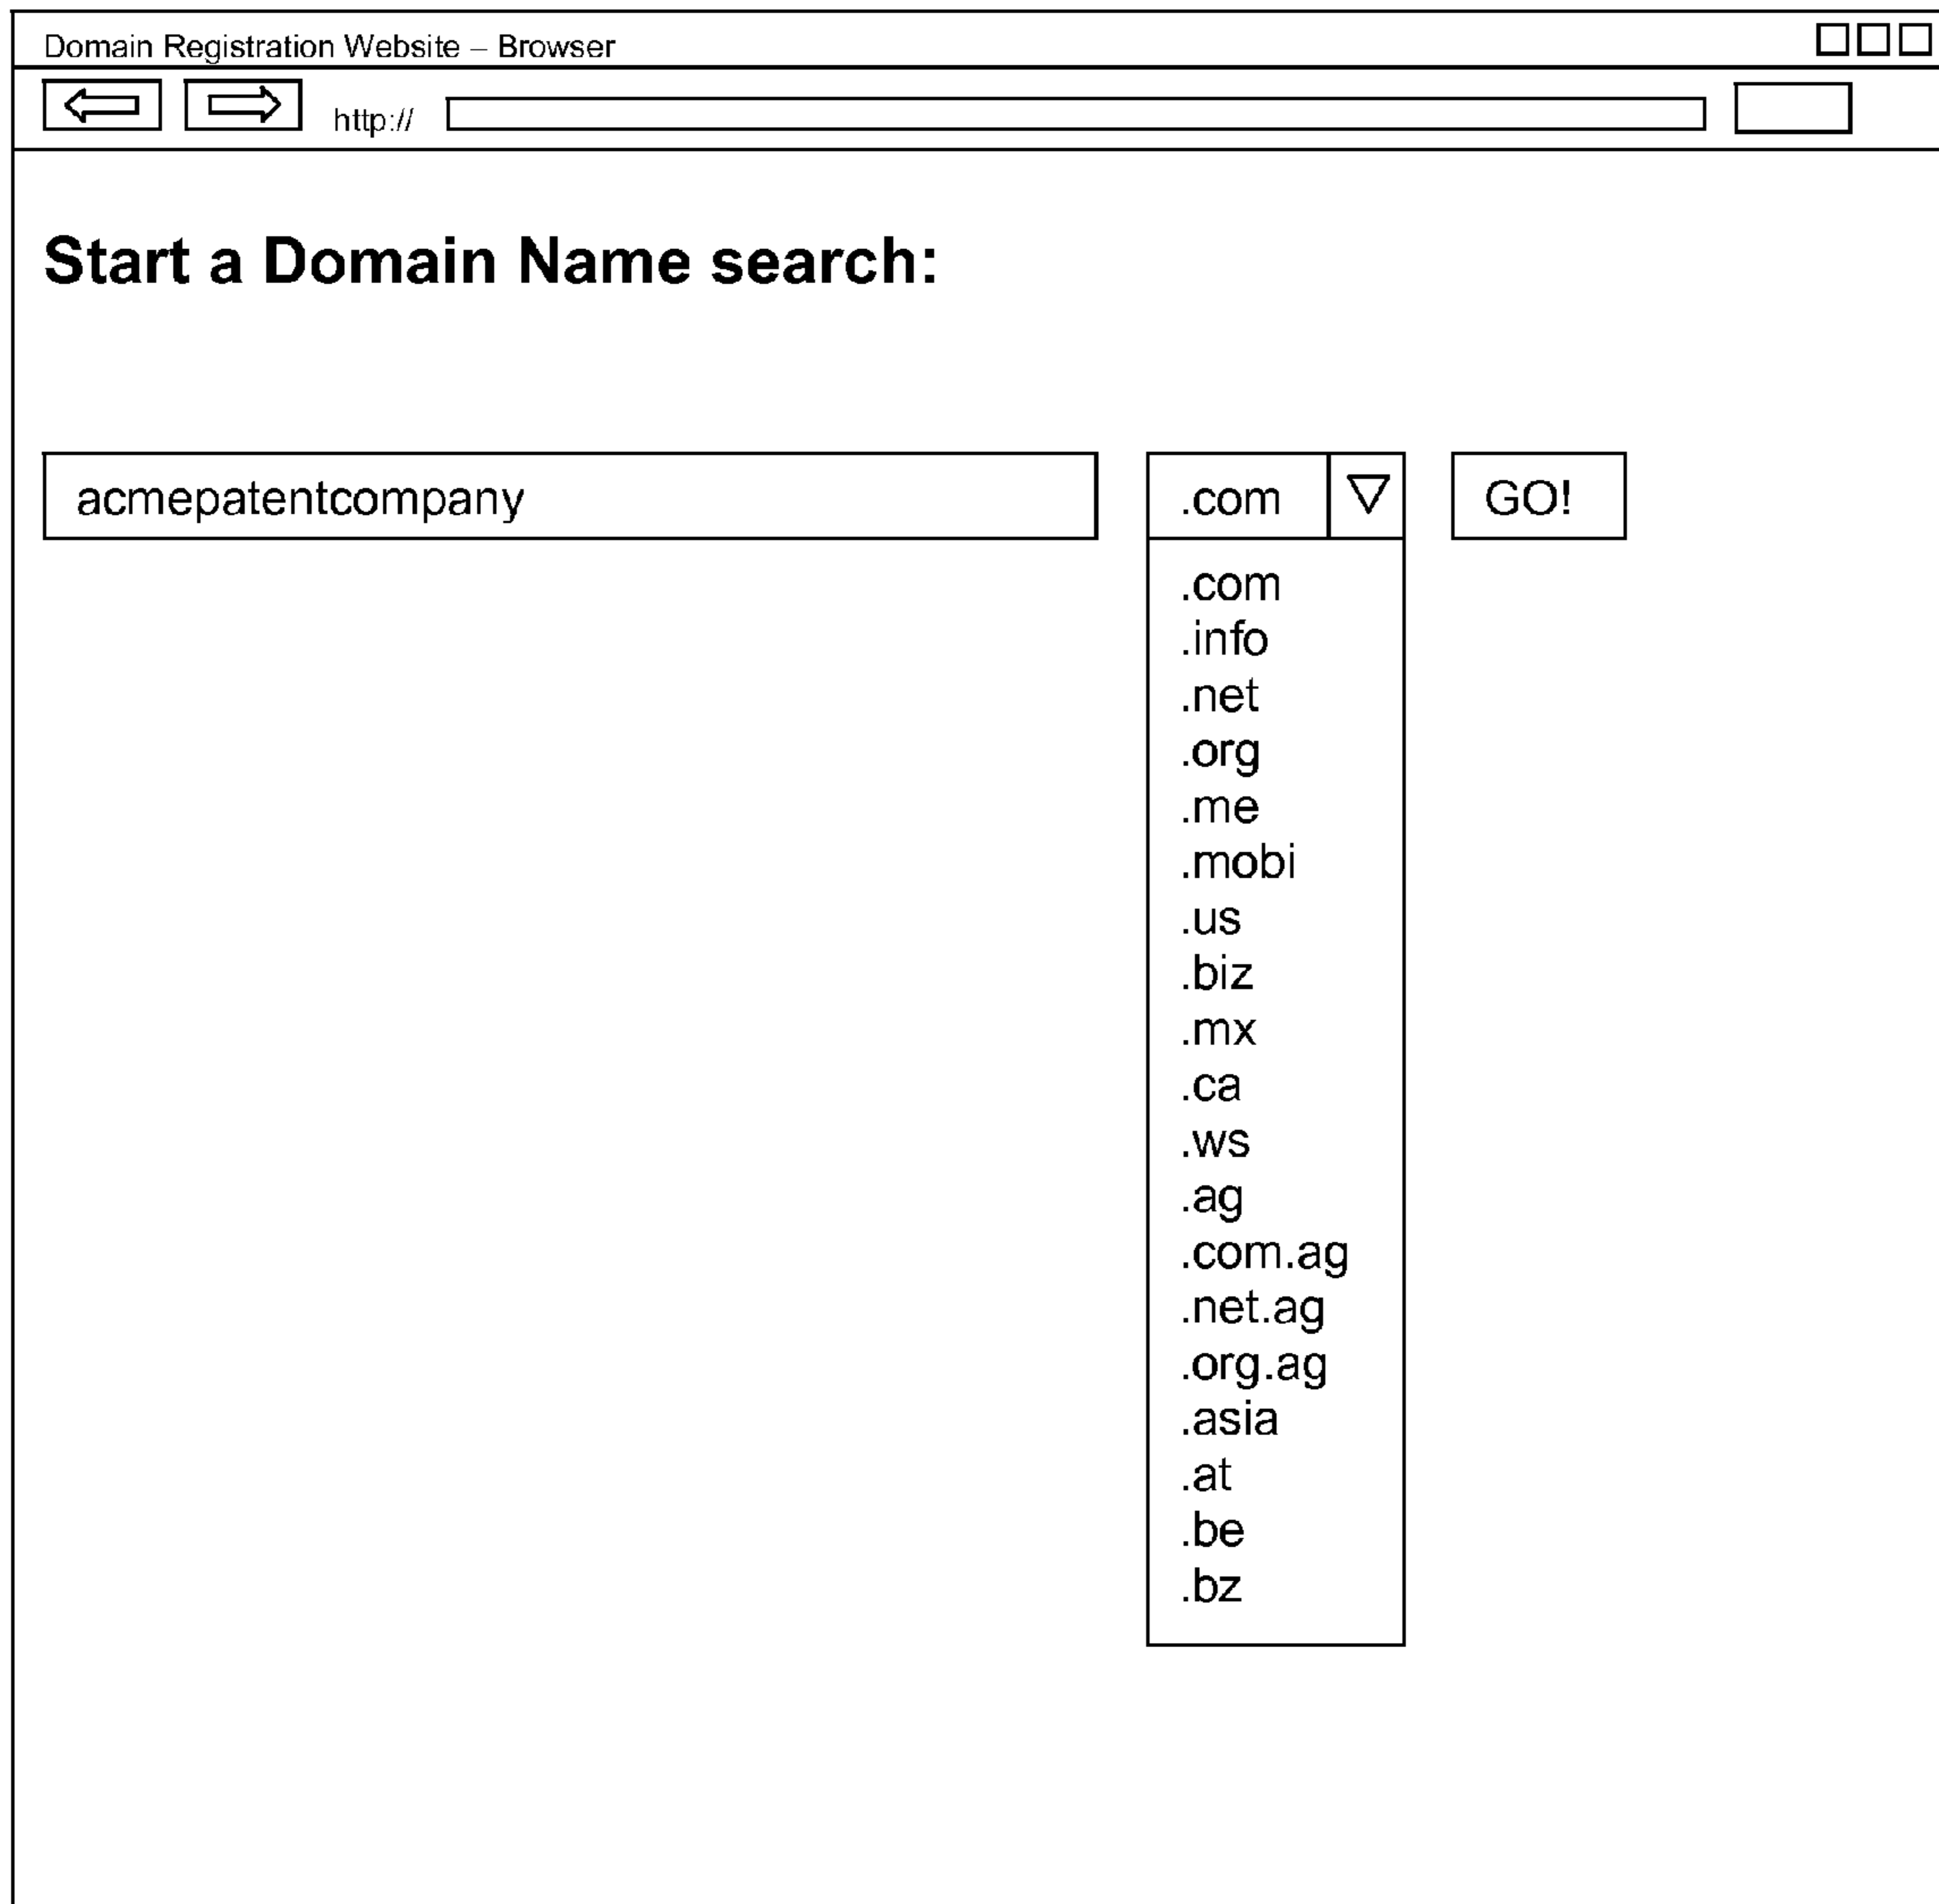 Domain Registration Website – Browser
http://
Start a Domain Name search:
acmepatentcompany .com GO!
.com
.info
.net
.org
.me
.mobi
.us
.biz
.mx
.ca
.ws
.ag
.com.ag
.net.ag
.org.ag
.asia
.at
.be
.bz